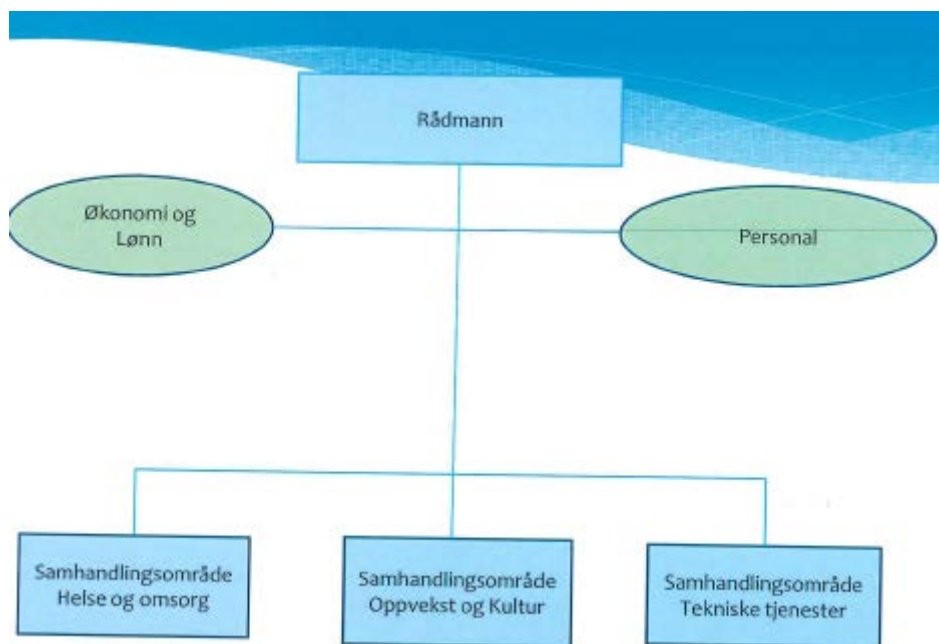 Rådmann
Økonomi og
Lønn
Personal
Samhandlingsområde
Helse og omsorg
Samhandlingsområde
Oppvekst og Kultur
Samhandlingsområde
Tekniske tjenester